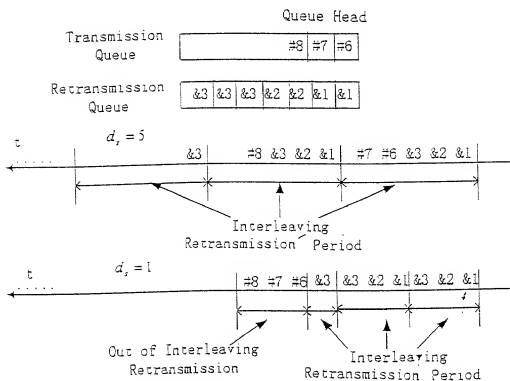 Queue Head
Transmission Queue
#8 #7 #6
Retransmission Queue
&3 &3 &3 &2 &2 &1 &1
t
.....
d_s = 5
&3 #8 &3 &2 &1 #7 #6 &3 &2 &1
Interleaving
Retransmission Period
t
.....
d_s = 1
#8 #7 #6 &3 &3 &2 &1 &3 &2 &1
Out of Interleaving
Retransmission
Interleaving
Retransmission Period